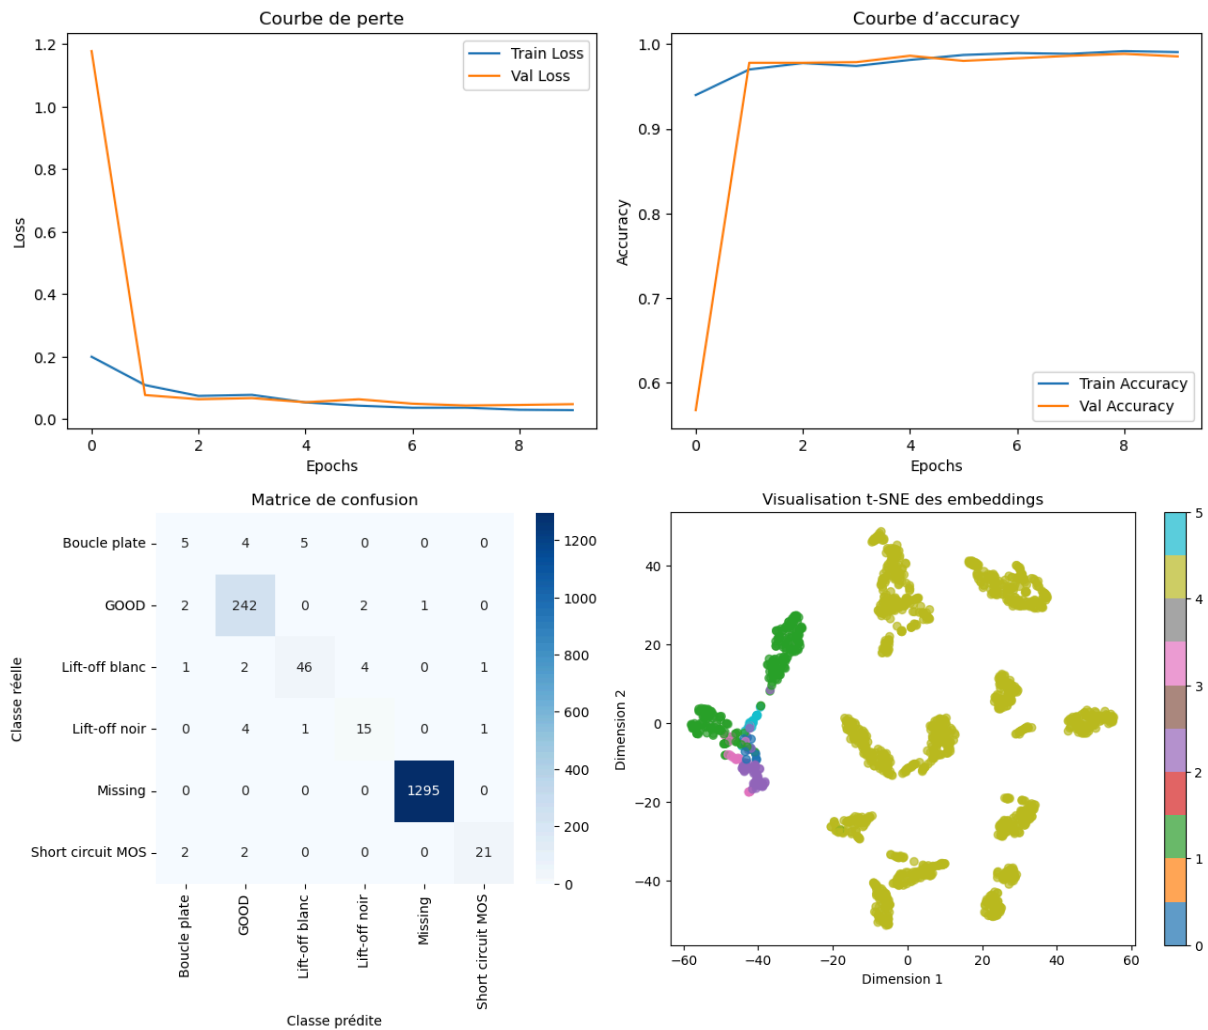 Courbe de perte
1.2
1.0
0.8
0.6
0.4
0.2
0.0
Loss
Train Loss
Val Loss
0 2 4 6 8
Epochs
Courbe d’accuracy
1.0
0.9
0.8
0.7
0.6
Accuracy
Train Accuracy
Val Accuracy
0 2 4 6 8
Epochs
Matrice de confusion
Classe réelle
Boucle plate 5 4 5 0 0 0
GOOD 2 242 0 2 1 0
Lift-off blanc 1 2 46 4 0 1
Lift-off noir 0 4 1 15 0 1
Missing 0 0 0 0 1295 0
Short circuit MOS 2 2 0 0 0 21
Boucle plate
GOOD
Lift-off blanc
Lift-off noir
Missing
Short circuit MOS
Classe prédite
1200
1000
800
600
400
200
0
Visualisation t-SNE des embeddings
40
20
0
−20
−40
Dimension 2
−60 −40 −20 0 20 40 60
Dimension 1
5
4
3
2
1
0